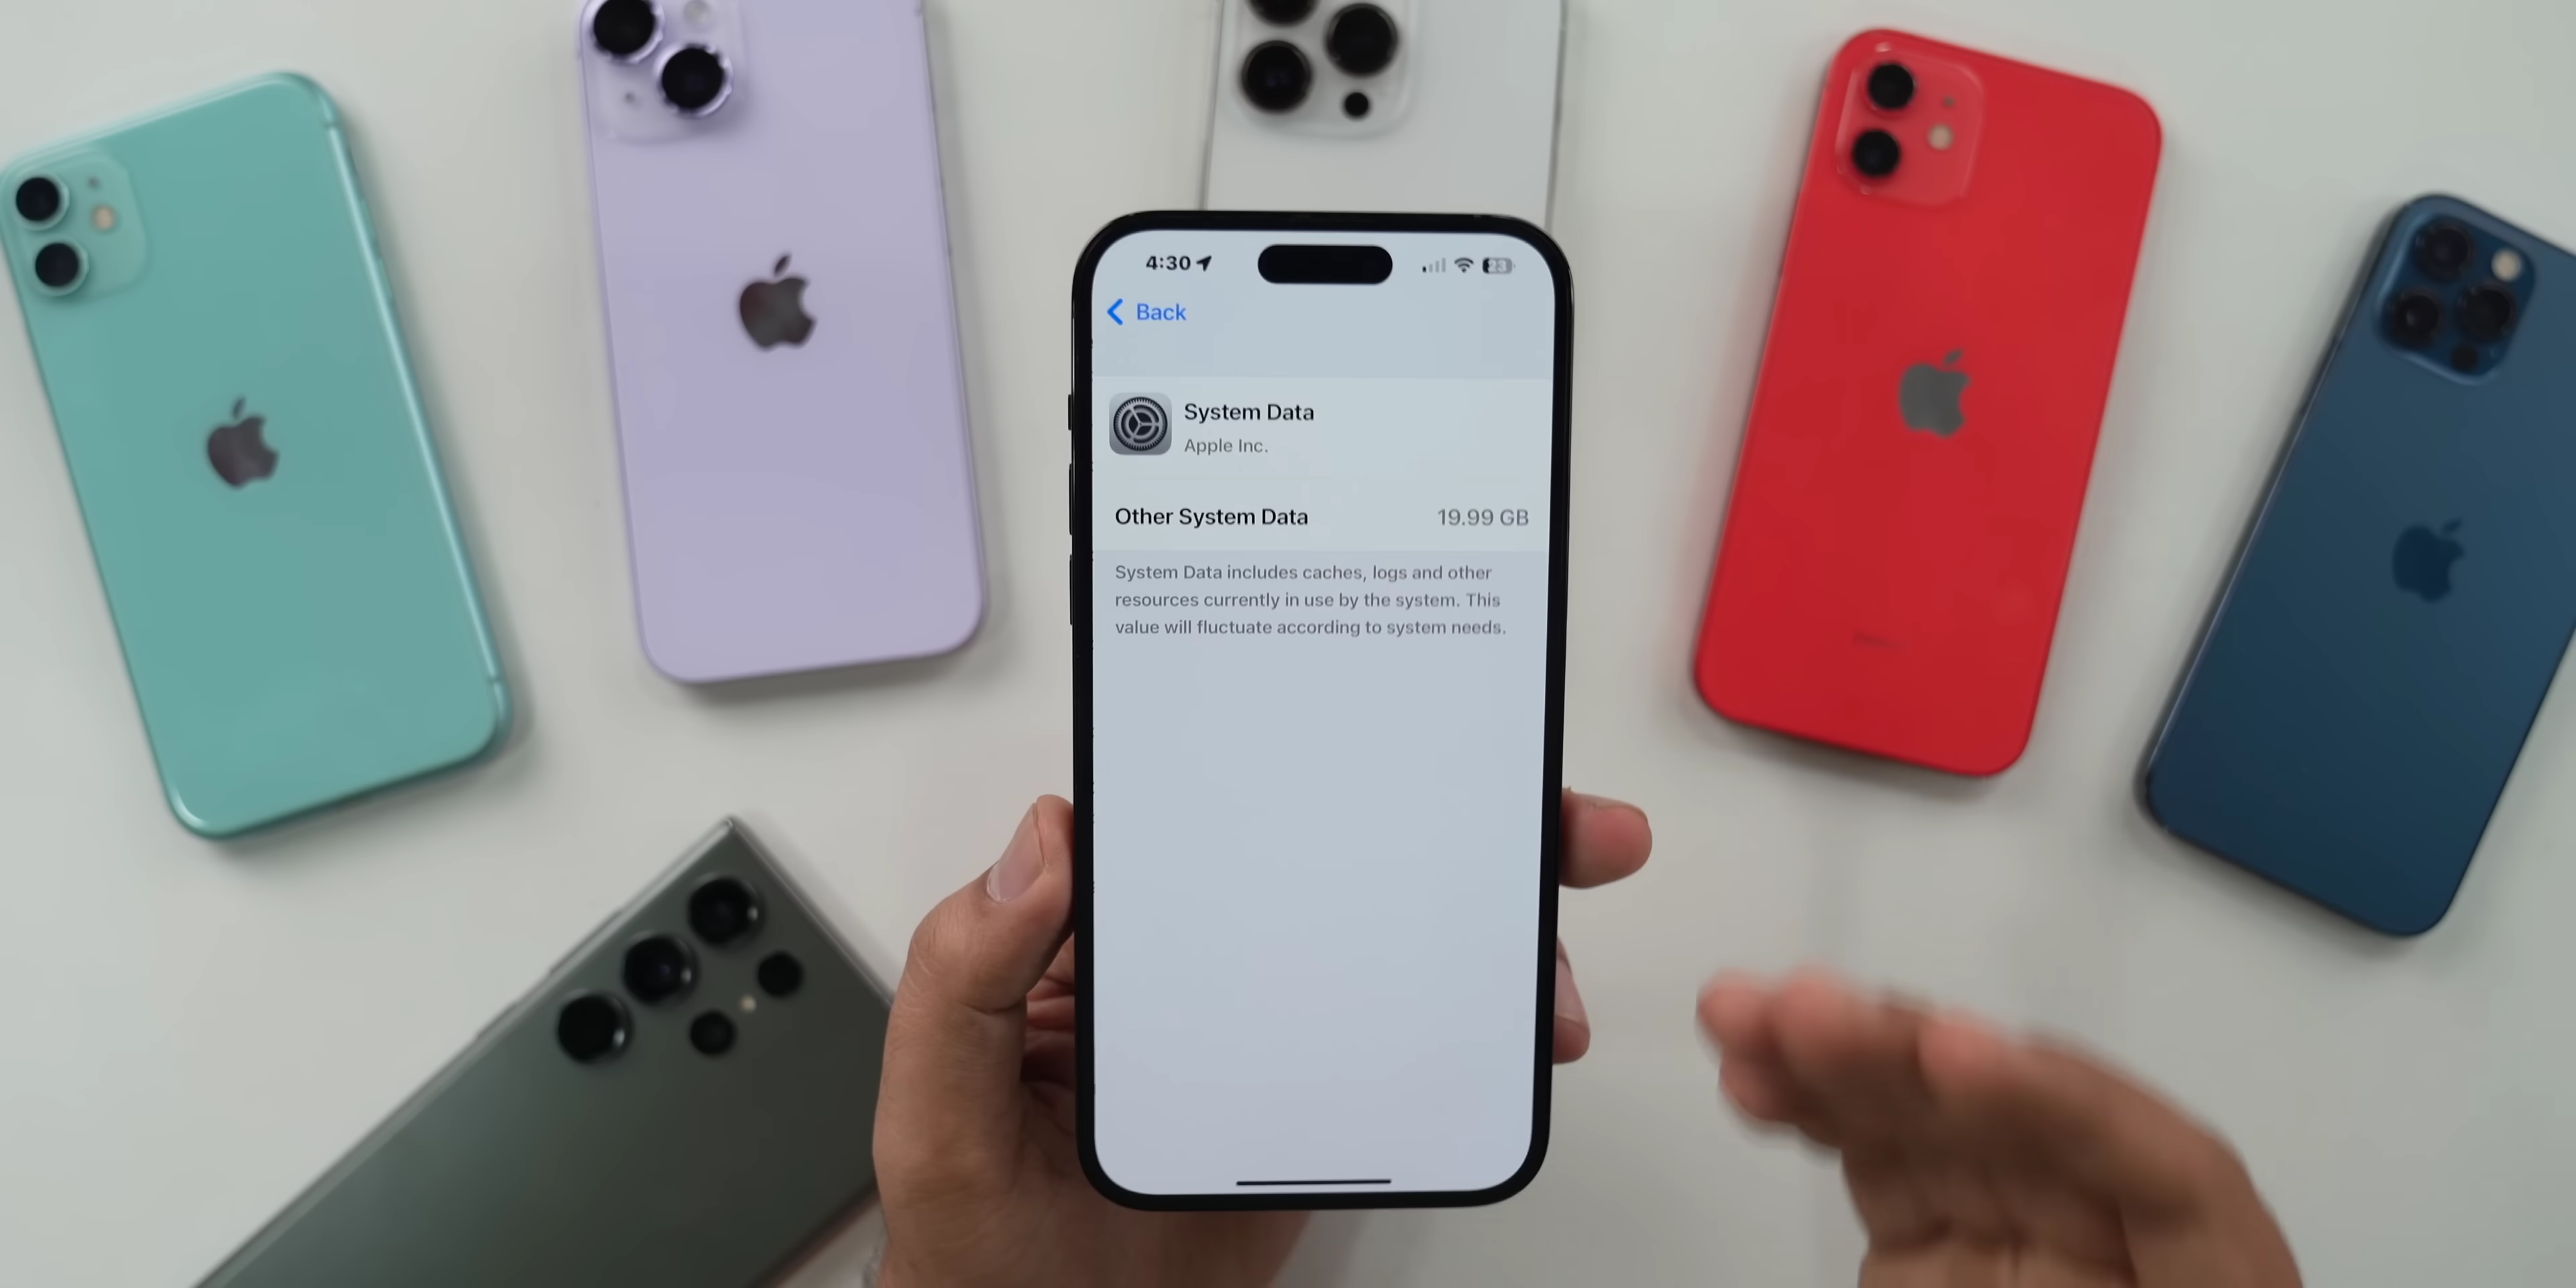 4:30
23
Back
System Data
Apple Inc.
Other System Data 19.99 GB
System Data includes caches, logs and other
resources currently in use by the system. This
value will fluctuate according to system needs.